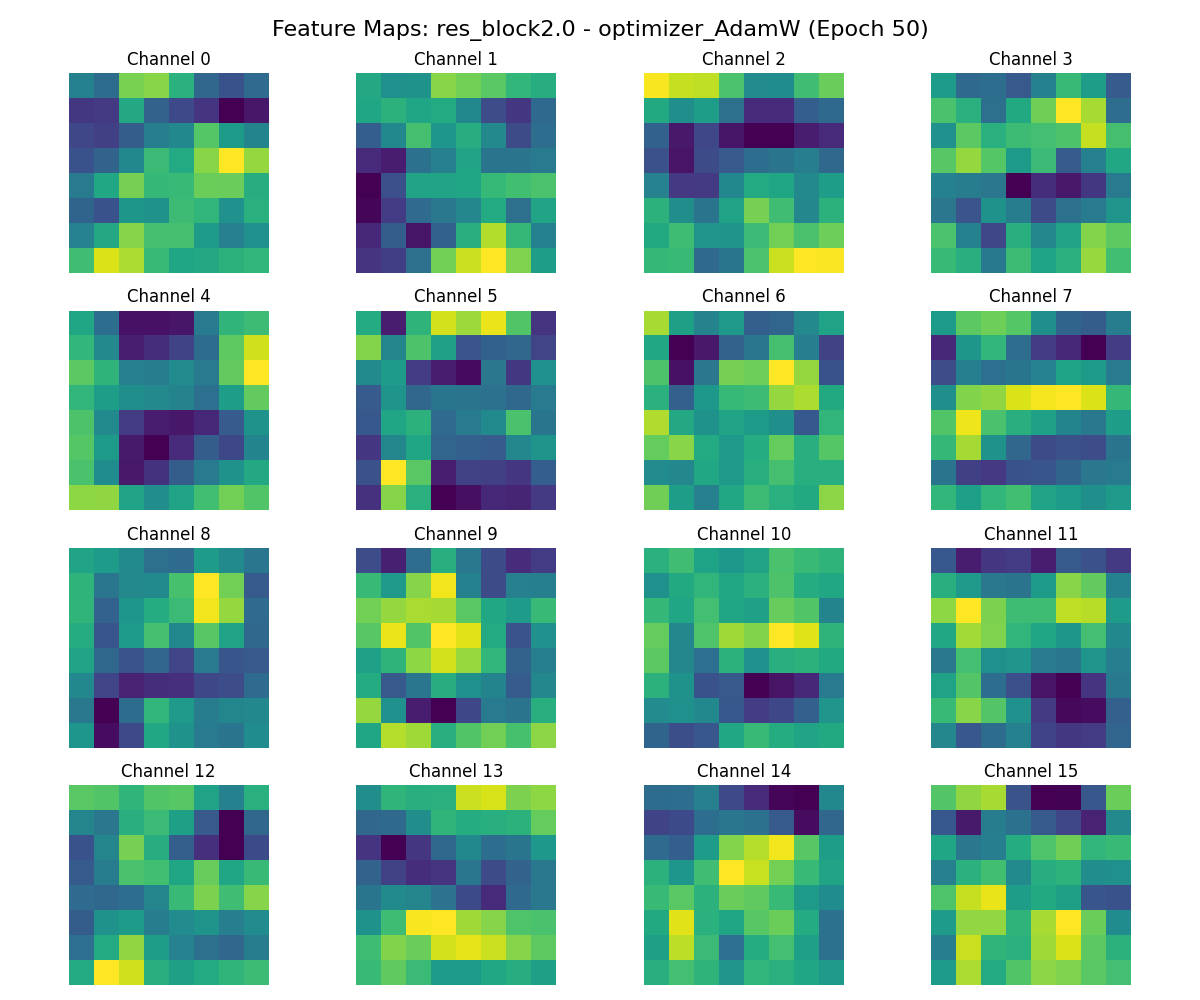 Feature Maps: res_block2.0 - optimizer_AdamW (Epoch 50)
Channel 0
Channel 1
Channel 2
Channel 3
Channel 4
Channel 5
Channel 6
Channel 7
Channel 8
Channel 9
Channel 10
Channel 11
Channel 12
Channel 13
Channel 14
Channel 15